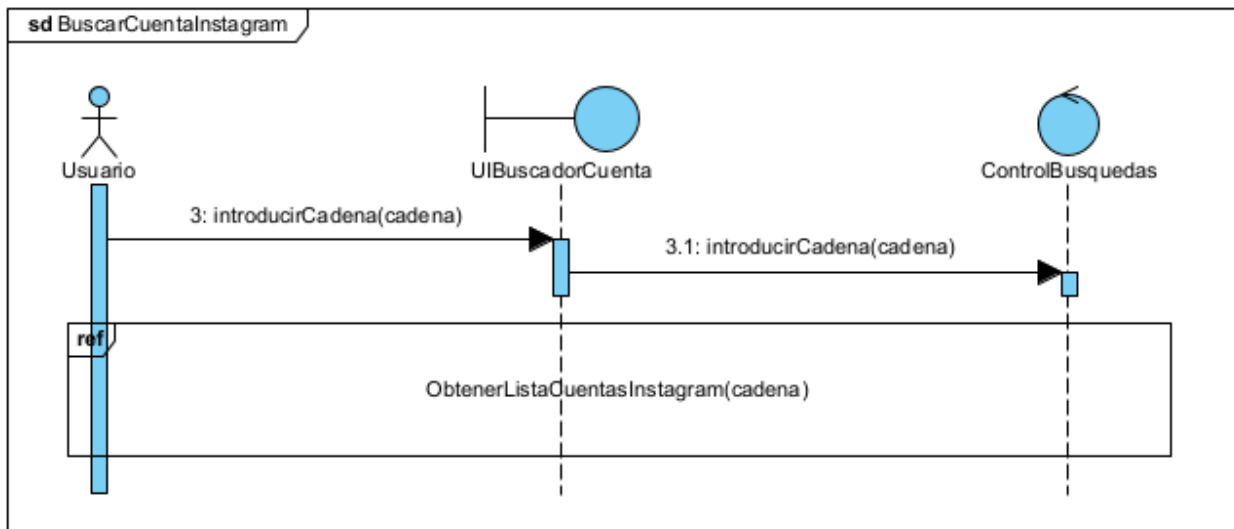 sd BuscarCuentaInstagram
Usuario
UIBuscadorCuenta
ControlBusquedas
3: introducirCadena(cadena)
3.1: introducirCadena(cadena)
ref
ObtenerListaCuentasInstagram(cadena)